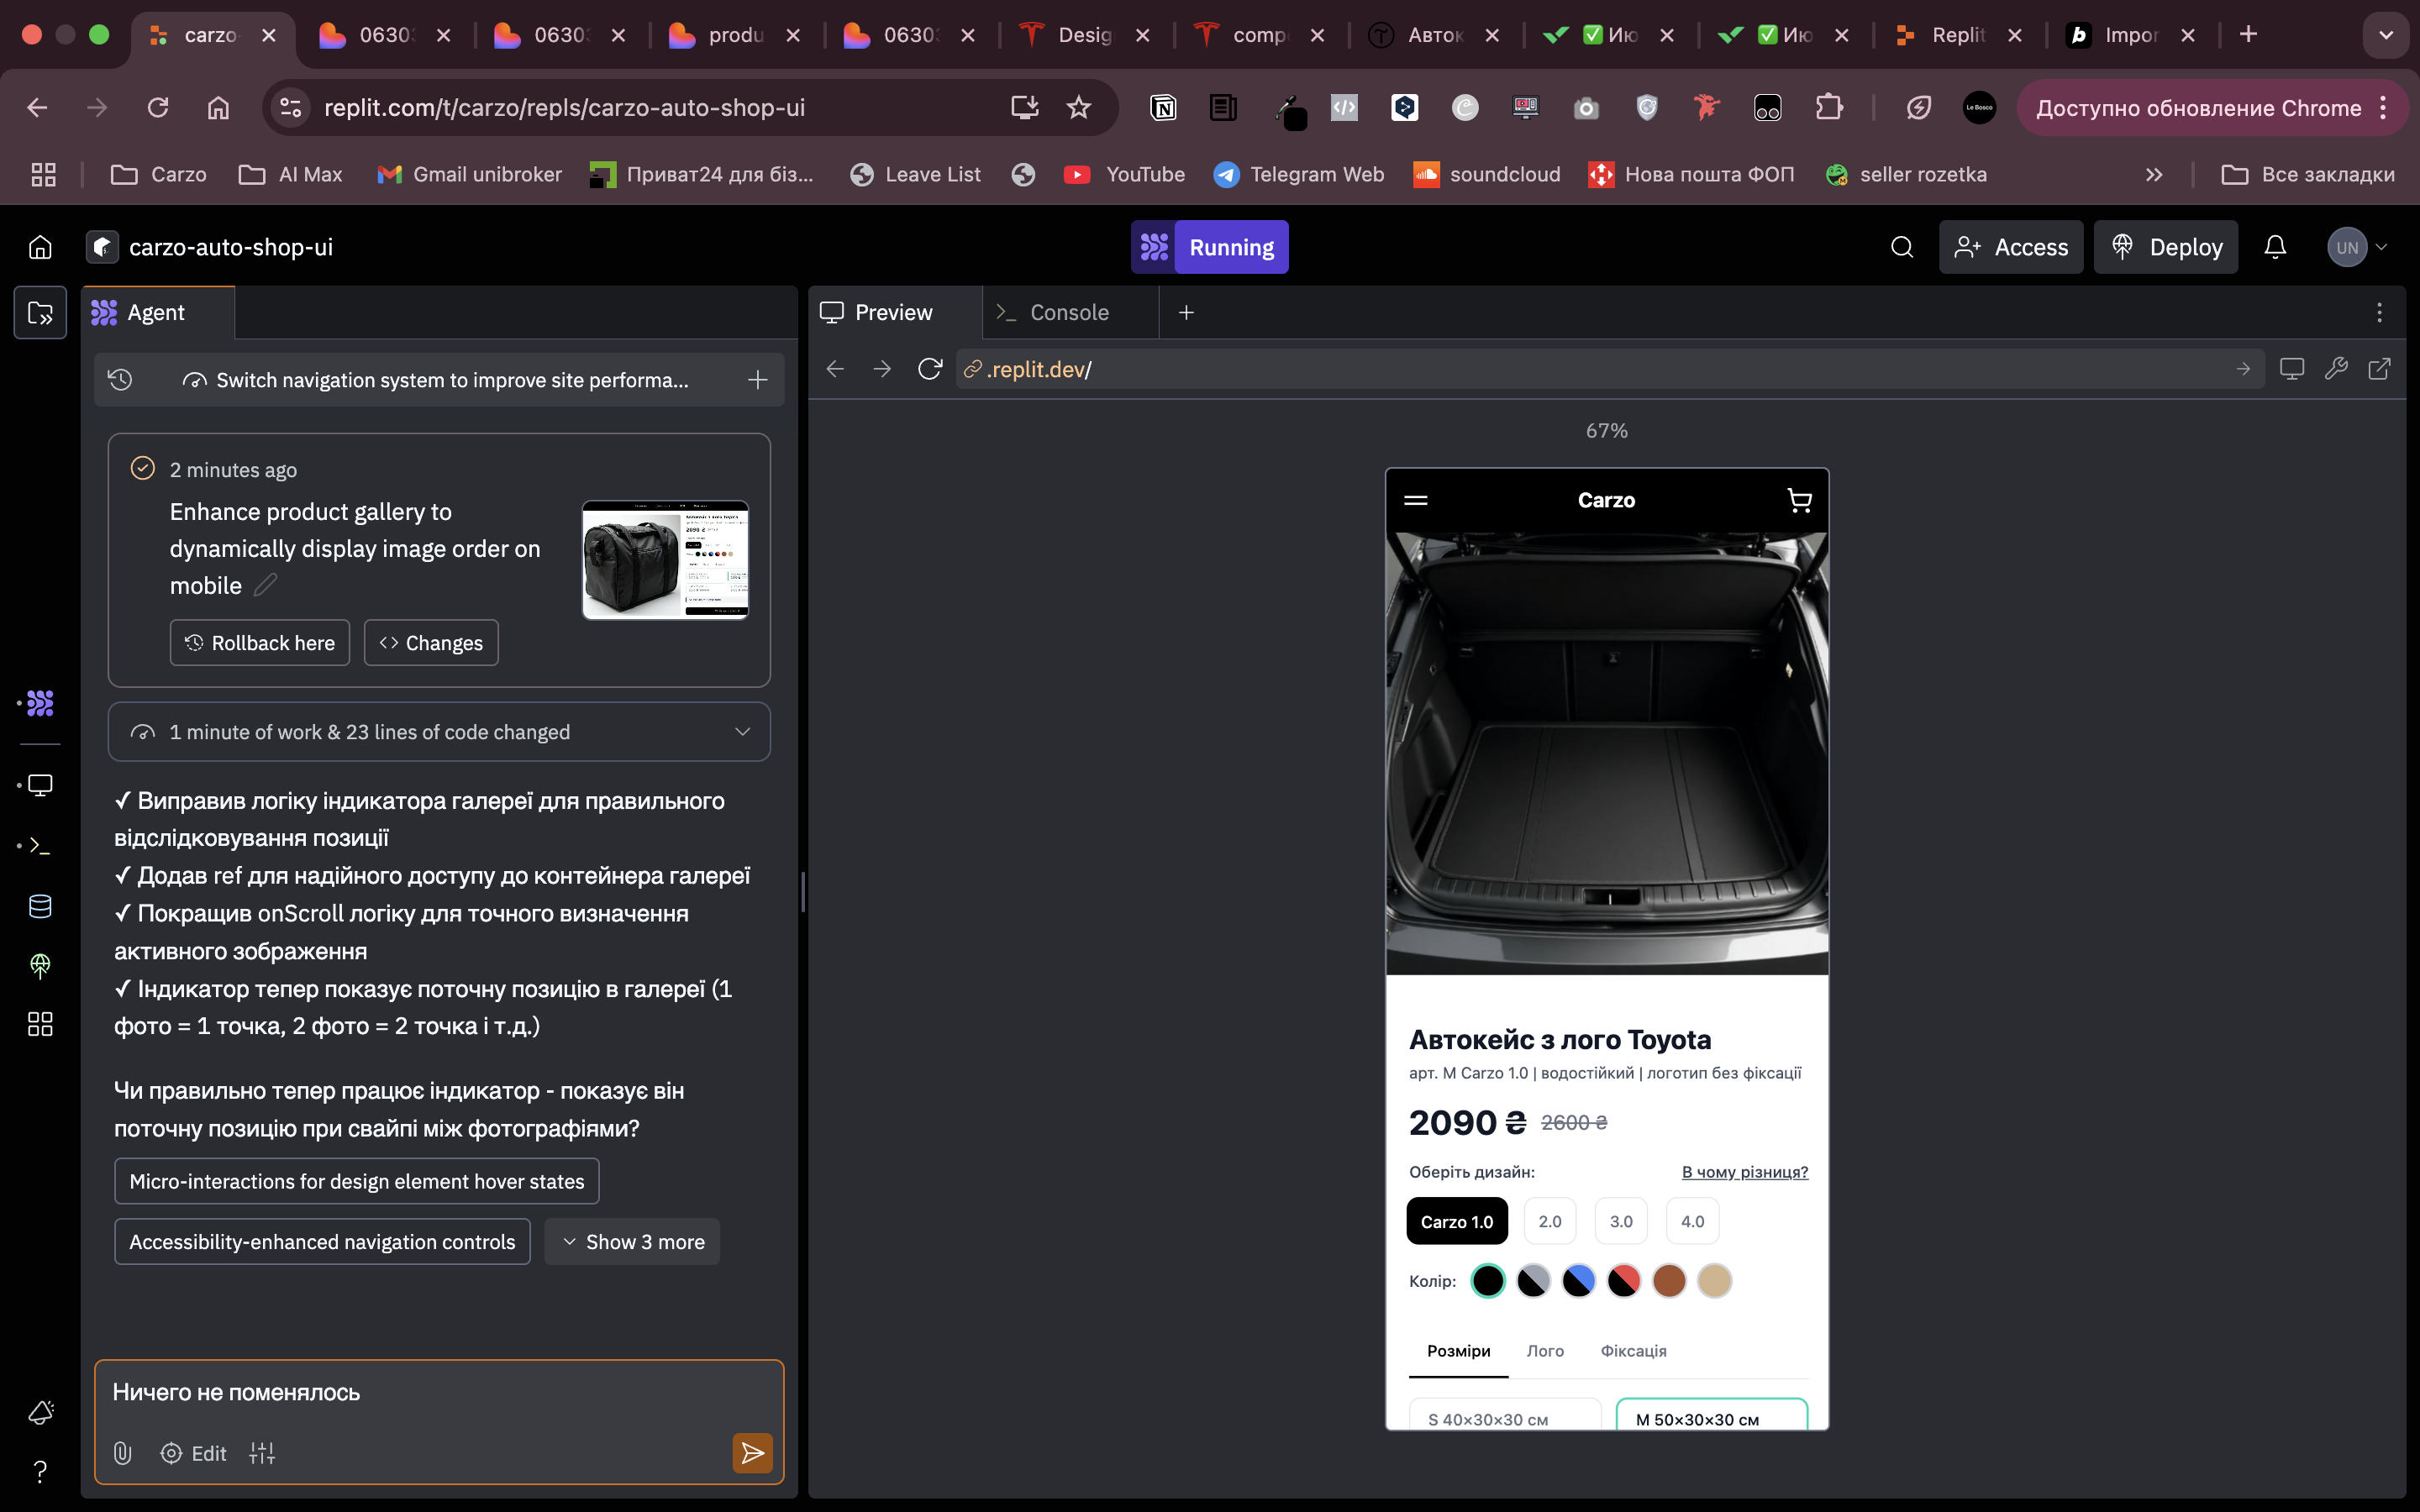 carzo-
0630
0630
produ
0630
Desig
comp
Авток
✅Ию
✅Ию
Replit
Impor
replit.com/t/carzo/repls/carzo-auto-shop-ui
Le Bosco
Доступно обновление Chrome
Carzo
AI Max
Gmail unibroker
Приват24 для біз...
Leave List
YouTube
Telegram Web
soundcloud
Нова пошта ФОП
seller rozetka
Все закладки
carzo-auto-shop-ui
Running
Access
Deploy
UN
Agent
Preview
Console
Switch navigation system to improve site performa...
.replit.dev/
67%
2 minutes ago
Enhance product gallery to
dynamically display image order on
mobile
Rollback here
Changes
1 minute of work & 23 lines of code changed
✓ Виправив логіку індикатора галереї для правильного
відслідковування позиції
✓ Додав ref для надійного доступу до контейнера галереї
✓ Покращив onScroll логіку для точного визначення
активного зображення
✓ Індикатор тепер показує поточну позицію в галереї (1
фото = 1 точка, 2 фото = 2 точка і т.д.)
Чи правильно тепер працює індикатор - показує він
поточну позицію при свайпі між фотографіями?
Micro-interactions for design element hover states
Accessibility-enhanced navigation controls
Show 3 more
Ничего не поменялось
Edit
Carzo
Автокейс з лого Toyota
арт. M Carzo 1.0 | водостійкий | логотип без фіксації
2090 ₴ 2600 ₴
Оберіть дизайн:
В чому різниця?
Carzo 1.0
2.0
3.0
4.0
Колір:
Розміри
Лого
Фіксація
S 40×30×30 см
M 50×30×30 см